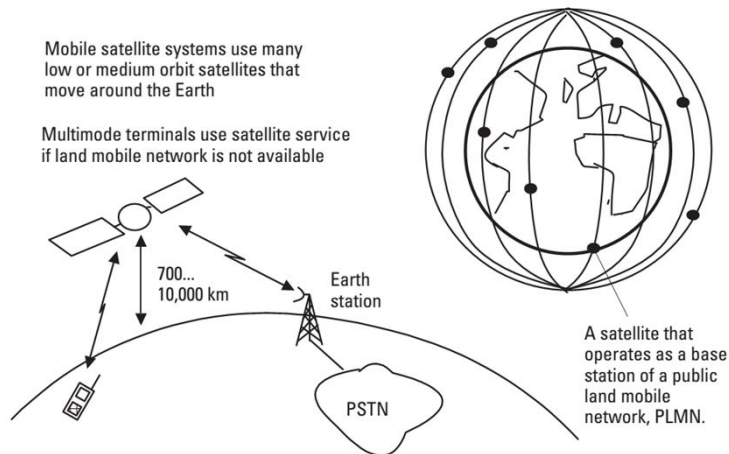 Mobile satellite systems use many
low or medium orbit satellites that
move around the Earth
Multimode terminals use satellite service
if land mobile network is not available
700...
10,000 km
Earth
station
PSTN
A satellite that
operates as a base
station of a public
land mobile
network, PLMN.